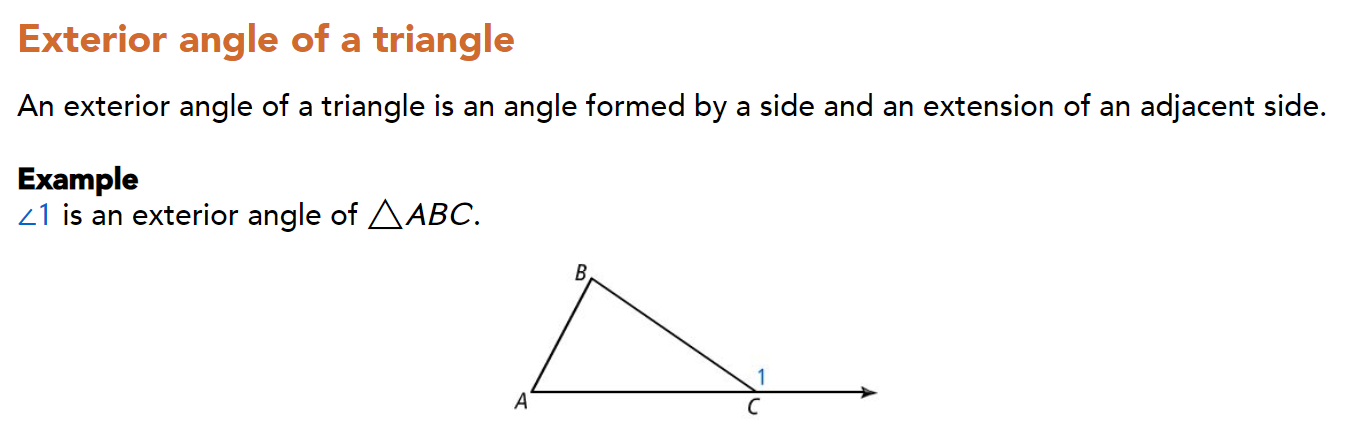 Exterior angle of a triangle
An exterior angle of a triangle is an angle formed by a side and an extension of an adjacent side.
Example
∠1 is an exterior angle of △ABC.
B
1
A
C